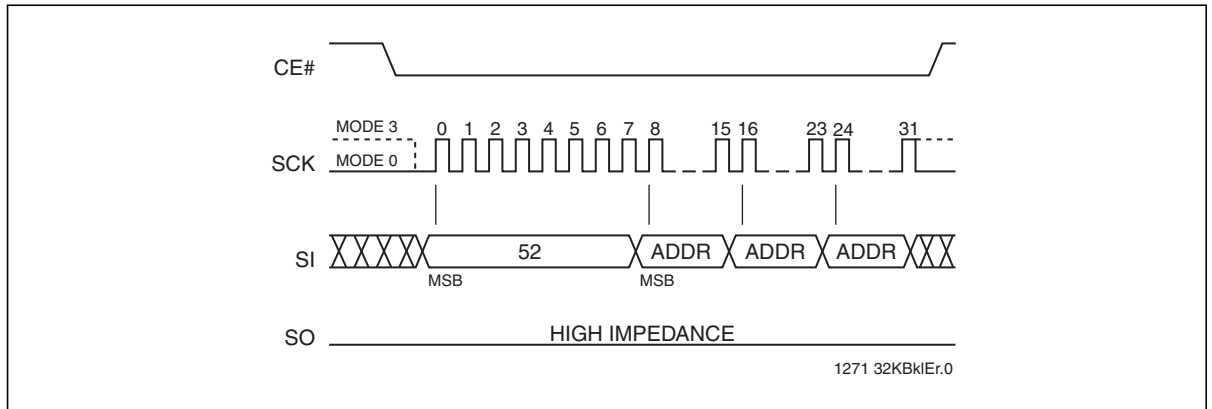 CE#
MODE 3
0 1 2 3 4 5 6 7 8 15 16 23 24 31
SCK
MODE 0
SI
52
ADDR
ADDR
ADDR
MSB
MSB
SO
HIGH IMPEDANCE
1271 32KBklEr.0